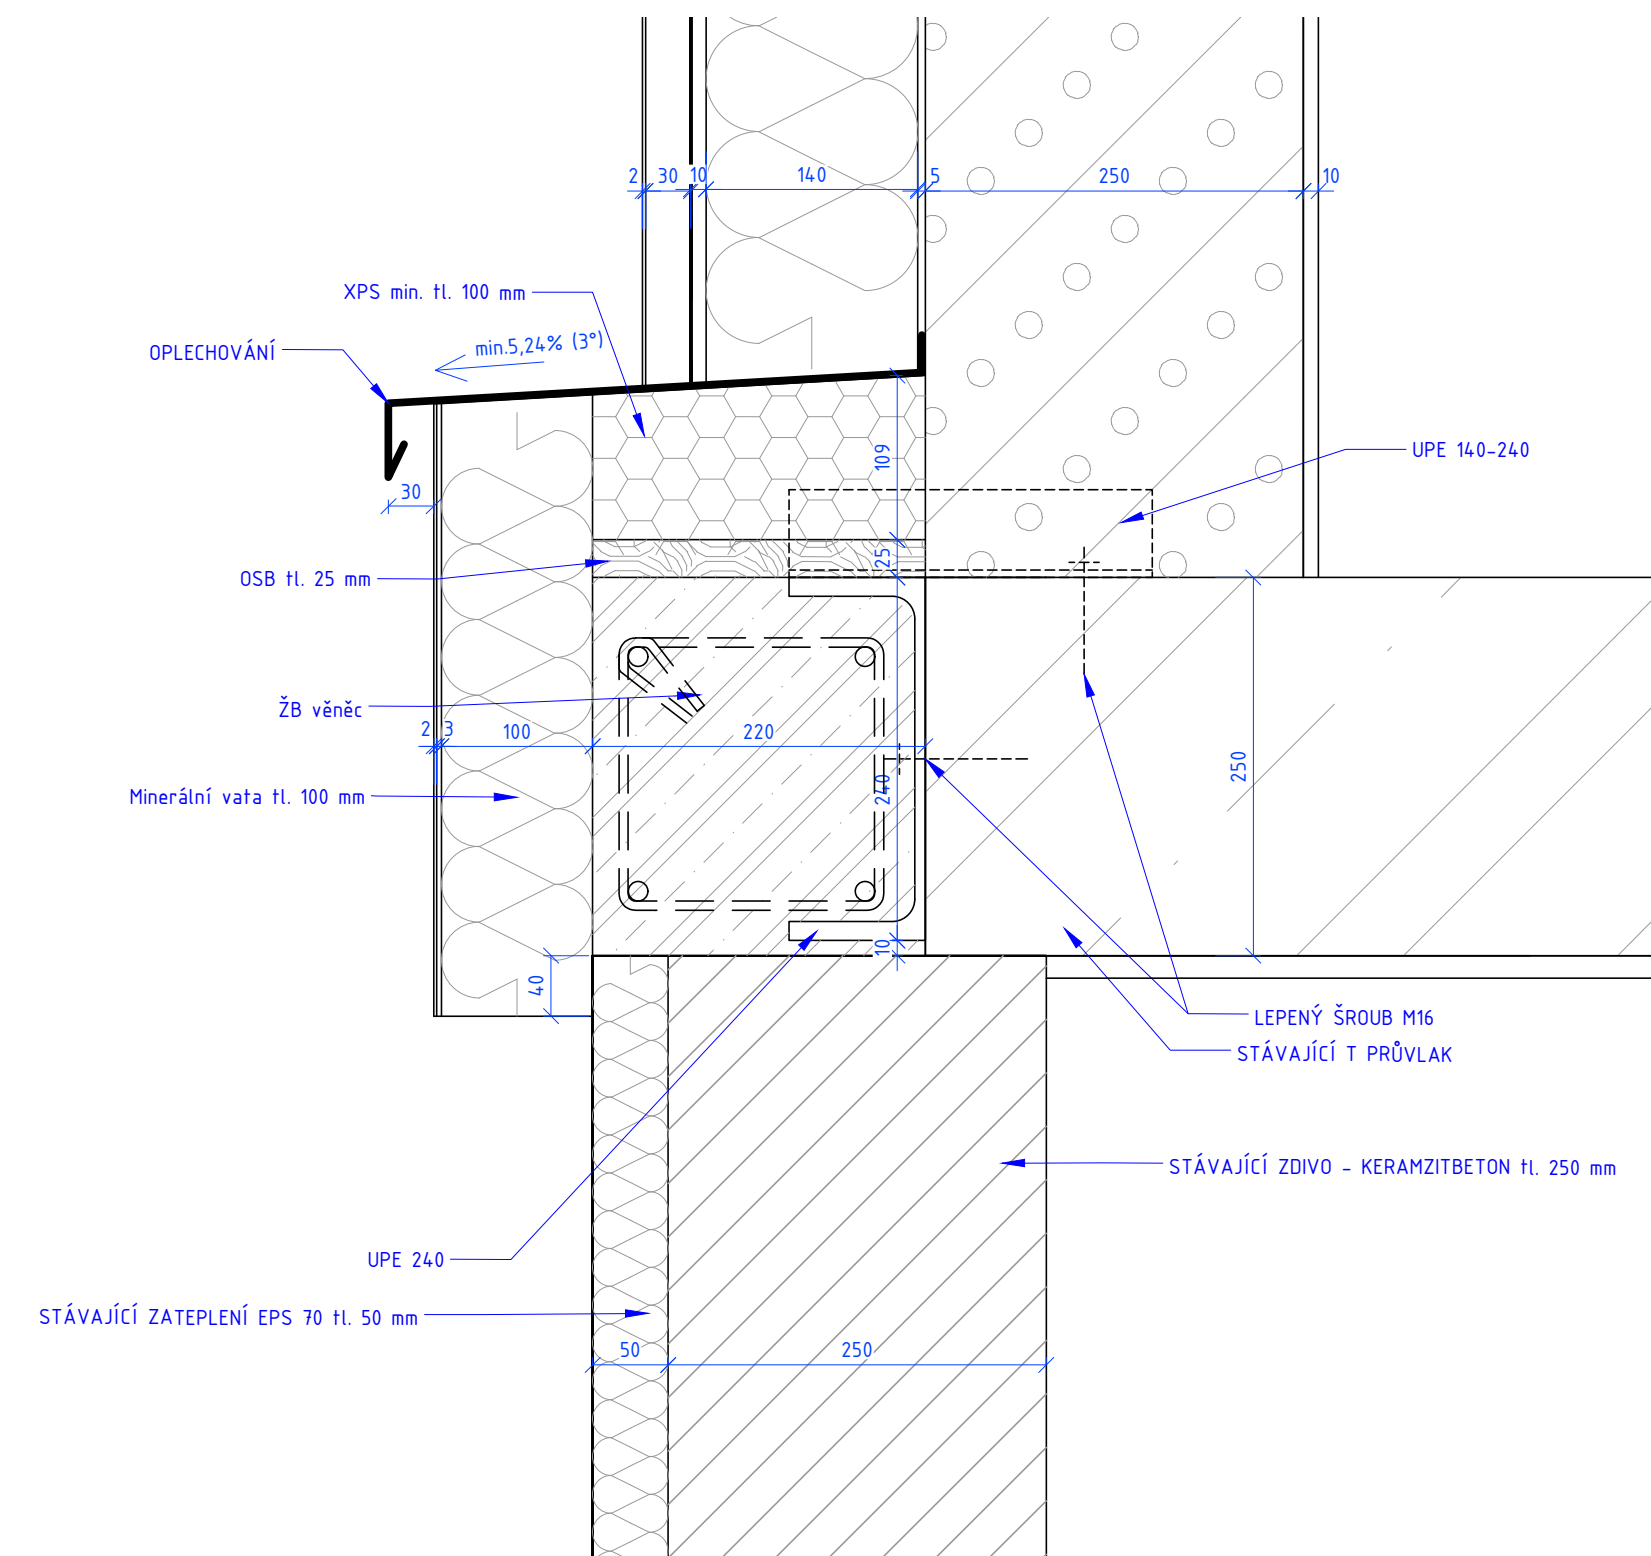 2 30 10 140 5 250 10
XPS min. tl. 100 mm
min.5,24% (3°)
OPLECHOVÁNÍ
109
UPE 140-240
30
25
OSB tl. 25 mm
ŽB věněc
2 3 100 220
240
250
Minerální vata tl. 100 mm
10
40
LEPENÝ ŠROUB M16
STÁVAJÍCÍ T PRŮVLAK
STÁVAJÍCÍ ZDIVO - KERAMZITBETON tl. 250 mm
UPE 240
STÁVAJÍCÍ ZATEPLENÍ EPS 70 tl. 50 mm
50 250